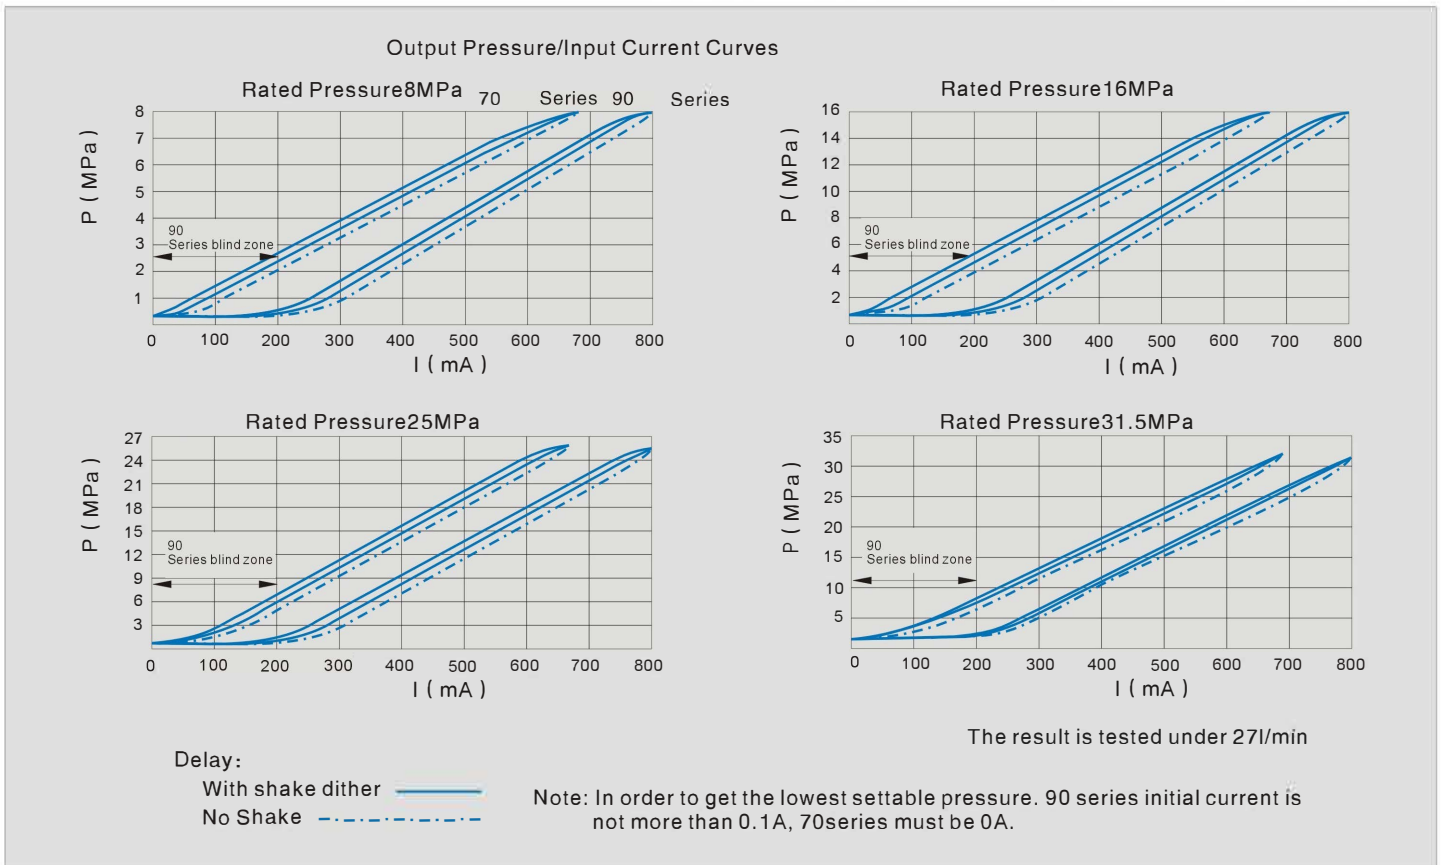 Output Pressure/Input Current Curves
Rated Pressure8MPa
70 Series 90 Series
P ( MPa )
8
7
6
5
4
3
2
1
90
Series blind zone
0 100 200 300 400 500 600 700 800
I ( mA )
Rated Pressure16MPa
P ( MPa )
16
14
12
10
8
6
4
2
90
Series blind zone
0 100 200 300 400 500 600 700 800
I ( mA )
Rated Pressure25MPa
P ( MPa )
27
24
21
18
15
12
9
6
3
90
Series blind zone
0 100 200 300 400 500 600 700 800
I ( mA )
Rated Pressure31.5MPa
P ( MPa )
35
30
25
20
15
10
5
90
Series blind zone
0 100 200 300 400 500 600 700 800
I ( mA )
The result is tested under 27l/min
Delay:
With shake dither
No Shake
Note: In order to get the lowest settable pressure. 90 series initial current is
not more than 0.1A, 70series must be 0A.